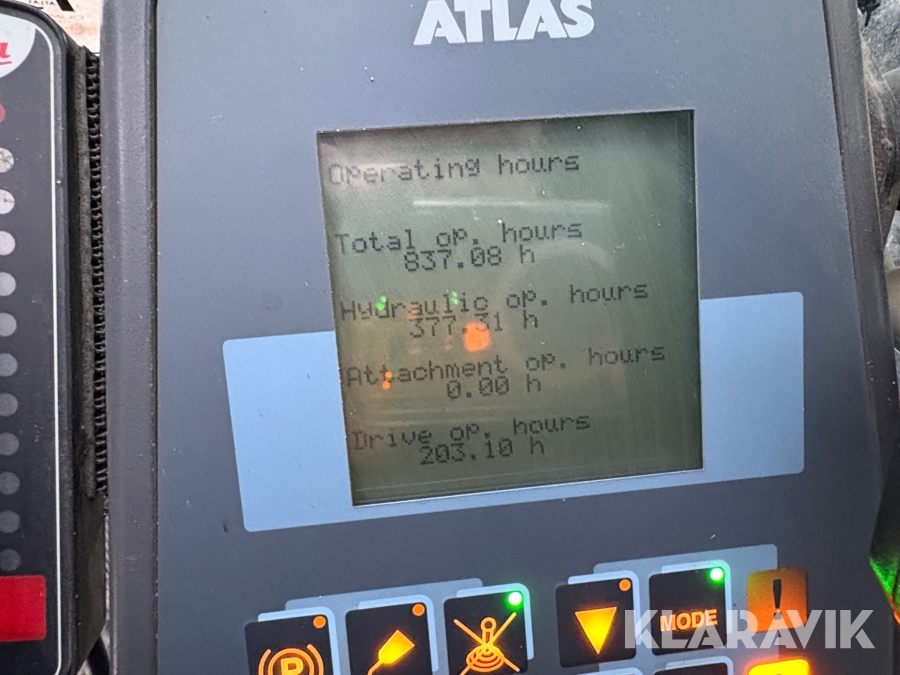 ATLAS
Operating hours
Total op. hours
837.08 h
Hydraulic op. hours
377.31 h
Attachment op. hours
0.00 h
Drive op. hours
203.10 h
P
MODE
!
KLARAVIK